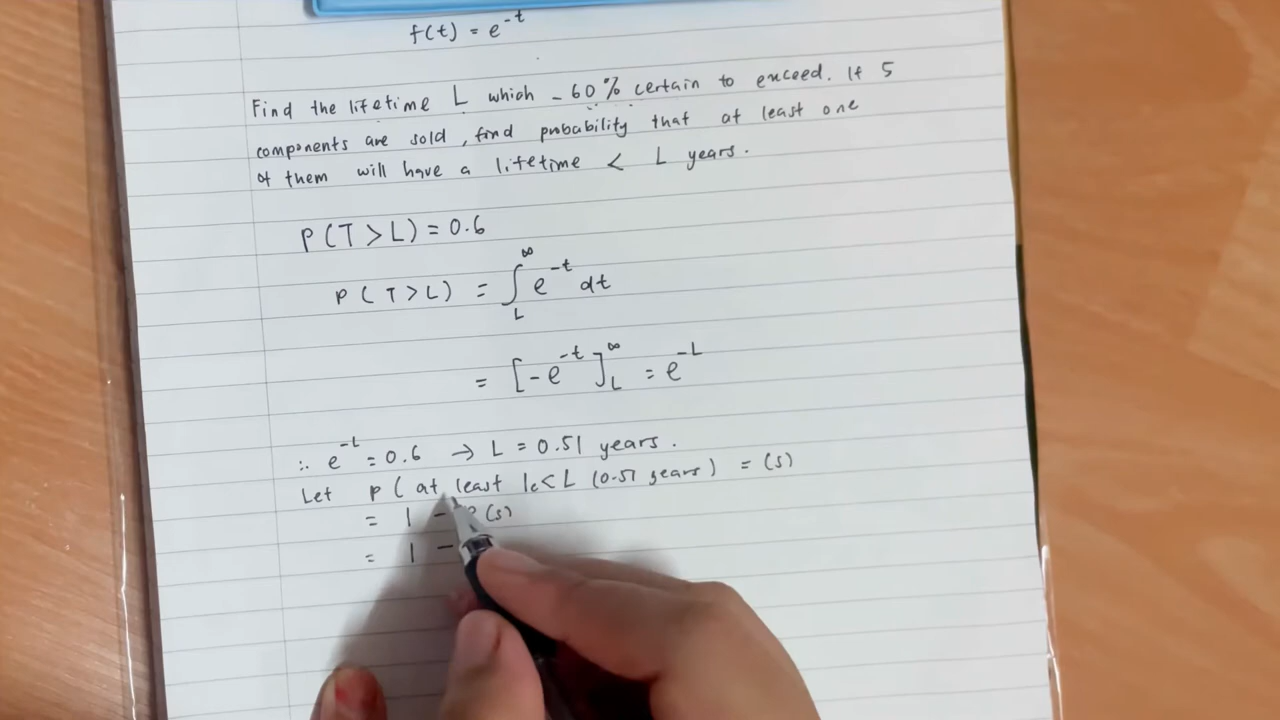 f(t) = e^-t
Find the lifetime L which - 60% certain to exceed. If 5
components are sold, find probability that at least one
of them will have a lifetime < L years.
P(T > L) = 0.6
P(T > L) = ∫_L^∞ e^-t dt
= [-e^-t]_L^∞ = e^-L
∴ e^-L = 0.6 → L = 0.51 years.
Let P( at least 1c < L (0.51 years) = (s)
= 1 - P(s)
= 1 -